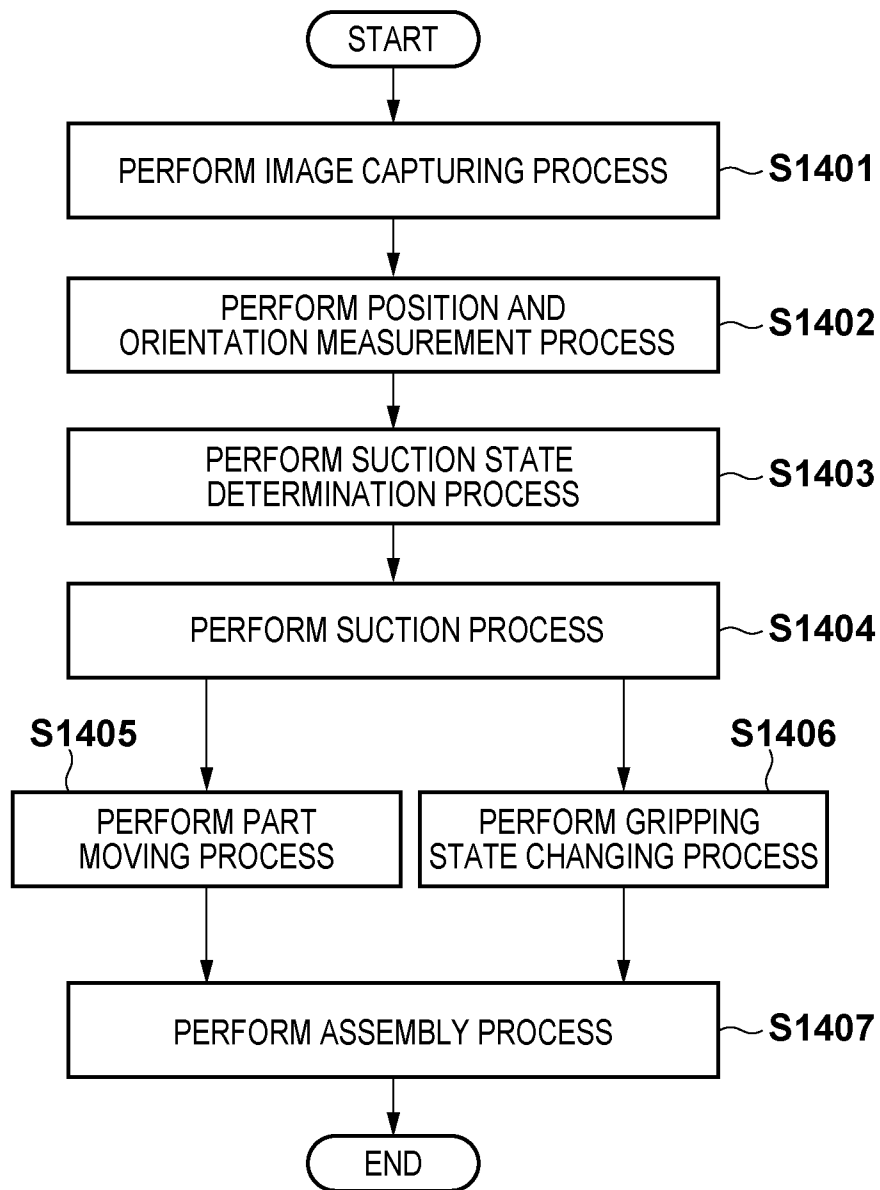 START
PERFORM IMAGE CAPTURING PROCESS
S1401
PERFORM POSITION AND
ORIENTATION MEASUREMENT PROCESS
S1402
PERFORM SUCTION STATE
DETERMINATION PROCESS
S1403
PERFORM SUCTION PROCESS
S1404
S1405
PERFORM PART
MOVING PROCESS
S1406
PERFORM GRIPPING
STATE CHANGING PROCESS
PERFORM ASSEMBLY PROCESS
S1407
END